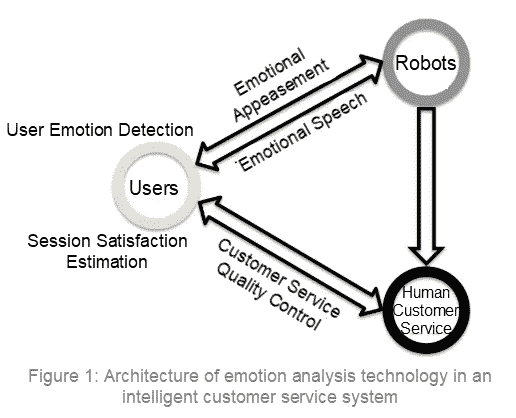 Emotional
Appeasement
Robots
Emotional Speech
User Emotion Detection
Users
Session Satisfaction
Estimation
Customer Service
Quality Control
Human
Customer
Service
Figure 1: Architecture of emotion analysis technology in an
intelligent customer service system